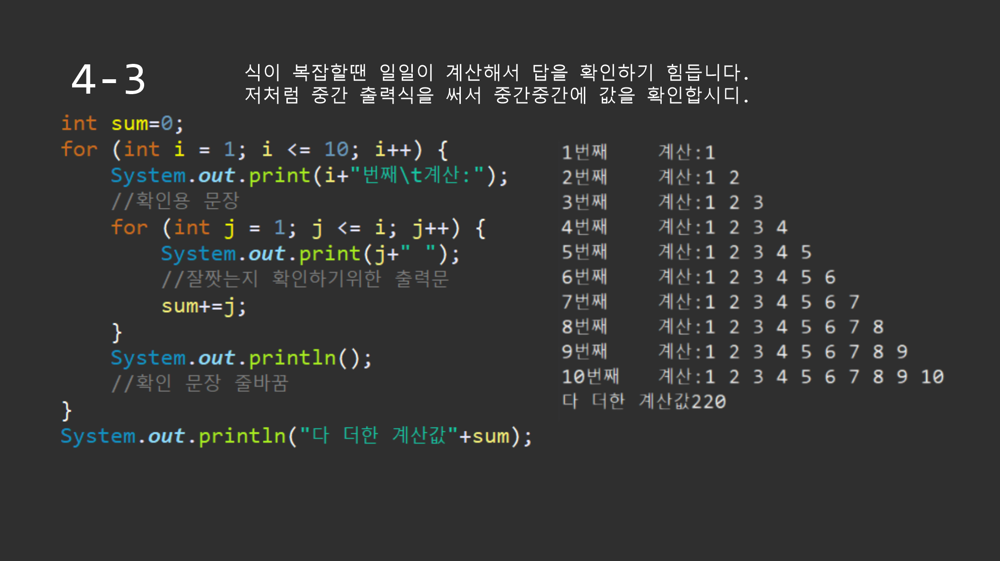 4-3
식이 복잡할땐 일일이 계산해서 답을 확인하기 힘듭니다.
저처럼 중간 출력식을 써서 중간중간에 값을 확인합시디.
int sum=0;
for (int i = 1; i <= 10; i++) {
    System.out.print(i+"번째\t계산:");
    //확인용 문장
    for (int j = 1; j <= i; j++) {
        System.out.print(j+" ");
        //잘짯는지 확인하기위한 출력문
        sum+=j;
    }
    System.out.println();
    //확인 문장 줄바꿈
}
System.out.println("다 더한 계산값"+sum);
1번째    계산:1
2번째    계산:1 2
3번째    계산:1 2 3
4번째    계산:1 2 3 4
5번째    계산:1 2 3 4 5
6번째    계산:1 2 3 4 5 6
7번째    계산:1 2 3 4 5 6 7
8번째    계산:1 2 3 4 5 6 7 8
9번째    계산:1 2 3 4 5 6 7 8 9
10번째    계산:1 2 3 4 5 6 7 8 9 10
다 더한 계산값220